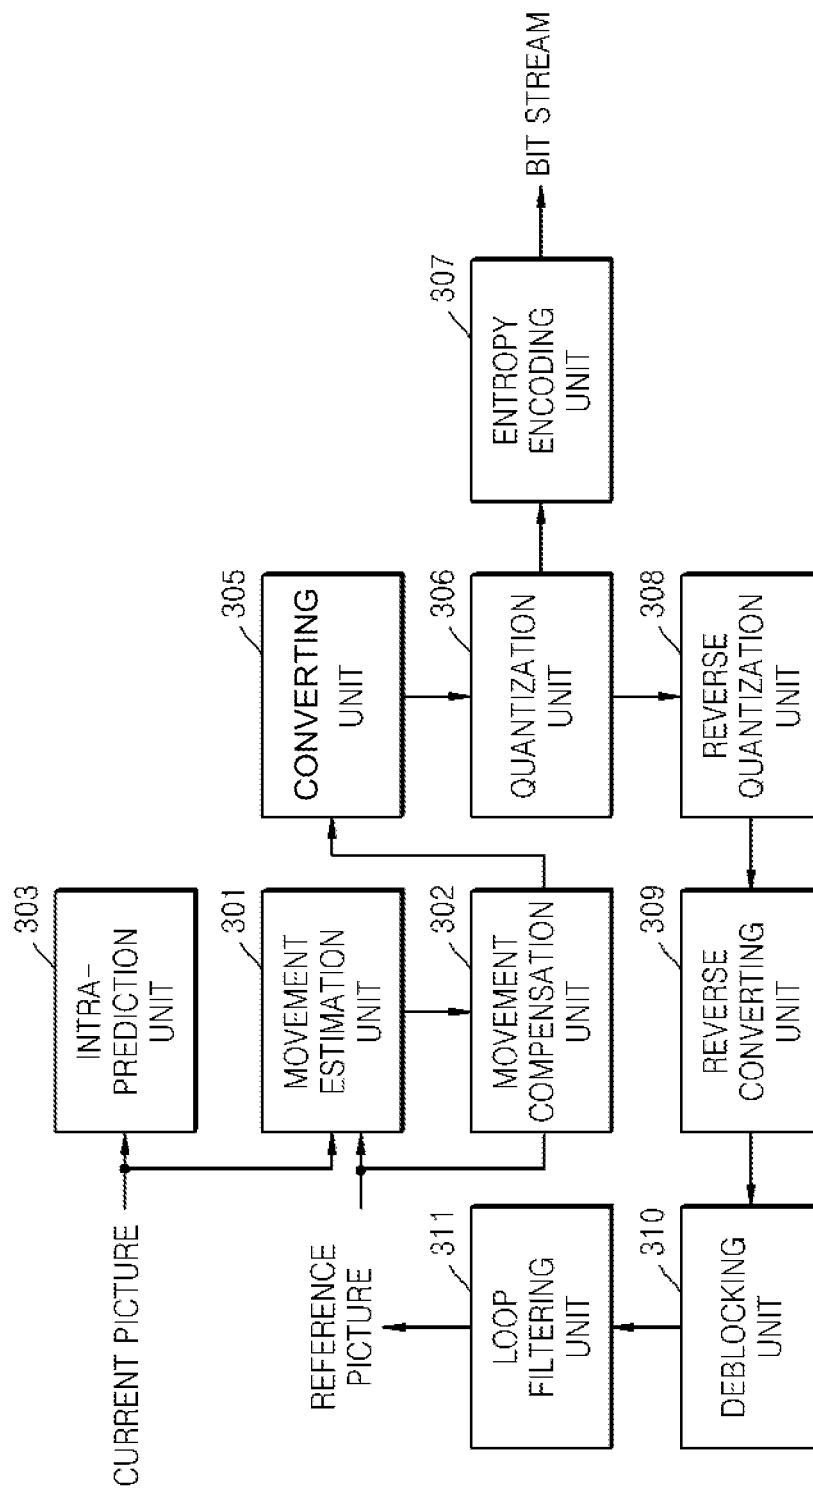 CURRENT PICTURE
303
INTRA-
PREDICTION
UNIT
301
MOVEMENT
ESTIMATION
UNIT
305
CONVERTING
UNIT
REFERENCE
PICTURE
311
LOOP
FILTERING
UNIT
302
MOVEMENT
COMPENSATION
UNIT
306
QUANTIZATION
UNIT
307
ENTROPY
ENCODING
UNIT
BIT STREAM
310
DEBLOCKING
UNIT
309
REVERSE
CONVERTING
UNIT
308
REVERSE
QUANTIZATION
UNIT